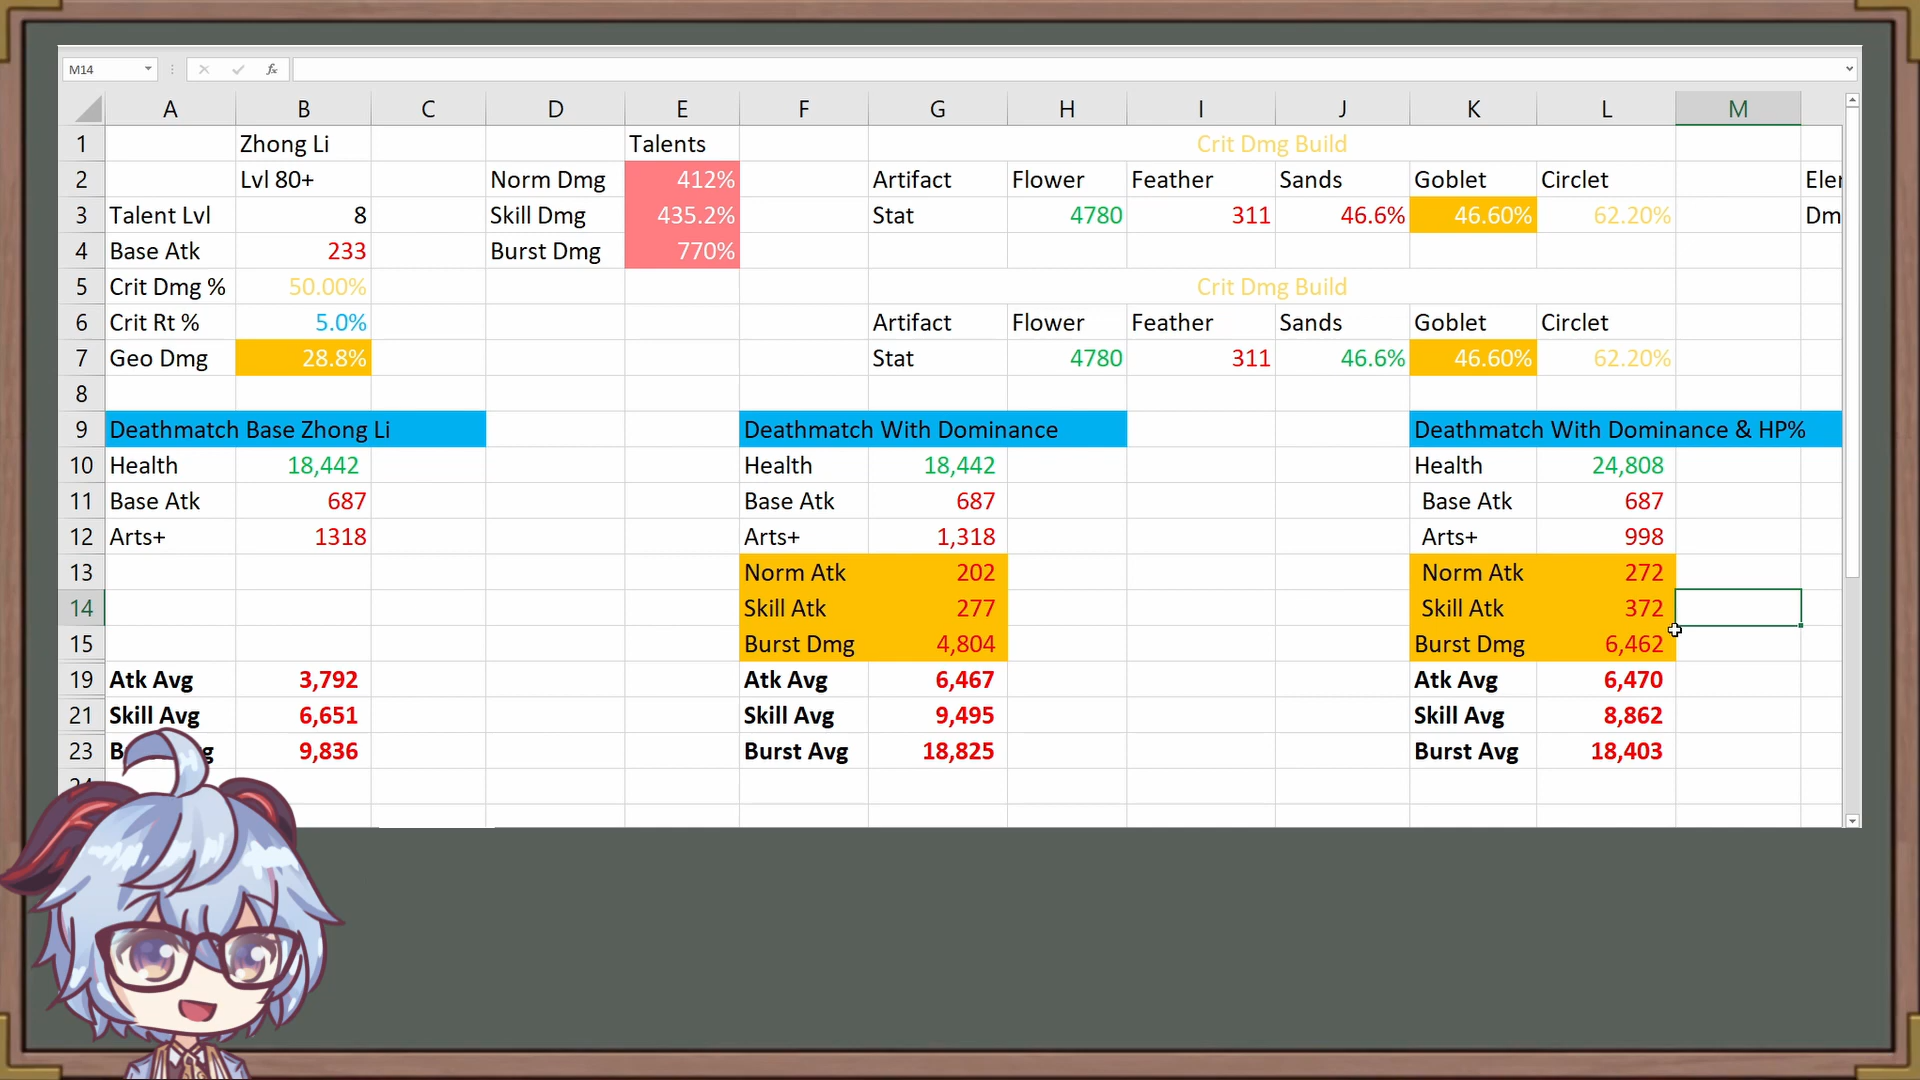 M14 fx
A B C D E F G H I J K L M
1 Zhong Li Talents Crit Dmg Build
2 Lvl 80+ Norm Dmg 412% Artifact Flower Feather Sands Goblet Circlet Eler
3 Talent Lvl 8 Skill Dmg 435.2% Stat 4780 311 46.6% 46.60% 62.20% Dm
4 Base Atk 233 Burst Dmg 770%
5 Crit Dmg % 50.00% Crit Dmg Build
6 Crit Rt % 5.0% Artifact Flower Feather Sands Goblet Circlet
7 Geo Dmg 28.8% Stat 4780 311 46.6% 46.60% 62.20%
8
9 Deathmatch Base Zhong Li Deathmatch With Dominance Deathmatch With Dominance & HP%
10 Health 18,442 Health 18,442 Health 24,808
11 Base Atk 687 Base Atk 687 Base Atk 687
12 Arts+ 1318 Arts+ 1,318 Arts+ 998
13 Norm Atk 202 Norm Atk 272
14 Skill Atk 277 Skill Atk 372
15 Burst Dmg 4,804 Burst Dmg 6,462
19 Atk Avg 3,792 Atk Avg 6,467 Atk Avg 6,470
21 Skill Avg 6,651 Skill Avg 9,495 Skill Avg 8,862
23 9,836 Burst Avg 18,825 Burst Avg 18,403